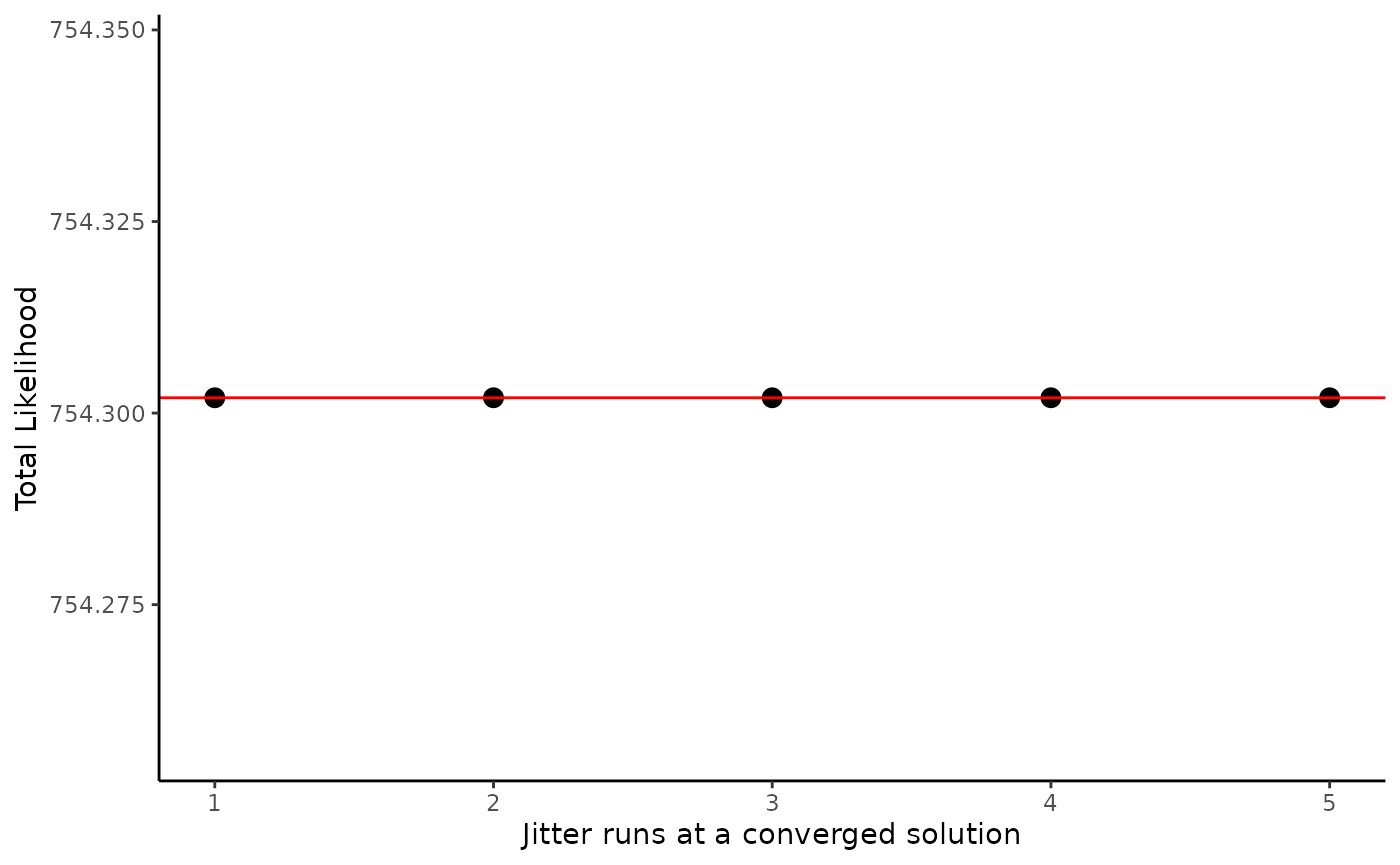 Total Likelihood
754.350
754.325
754.300
754.275
1 2 3 4 5
Jitter runs at a converged solution